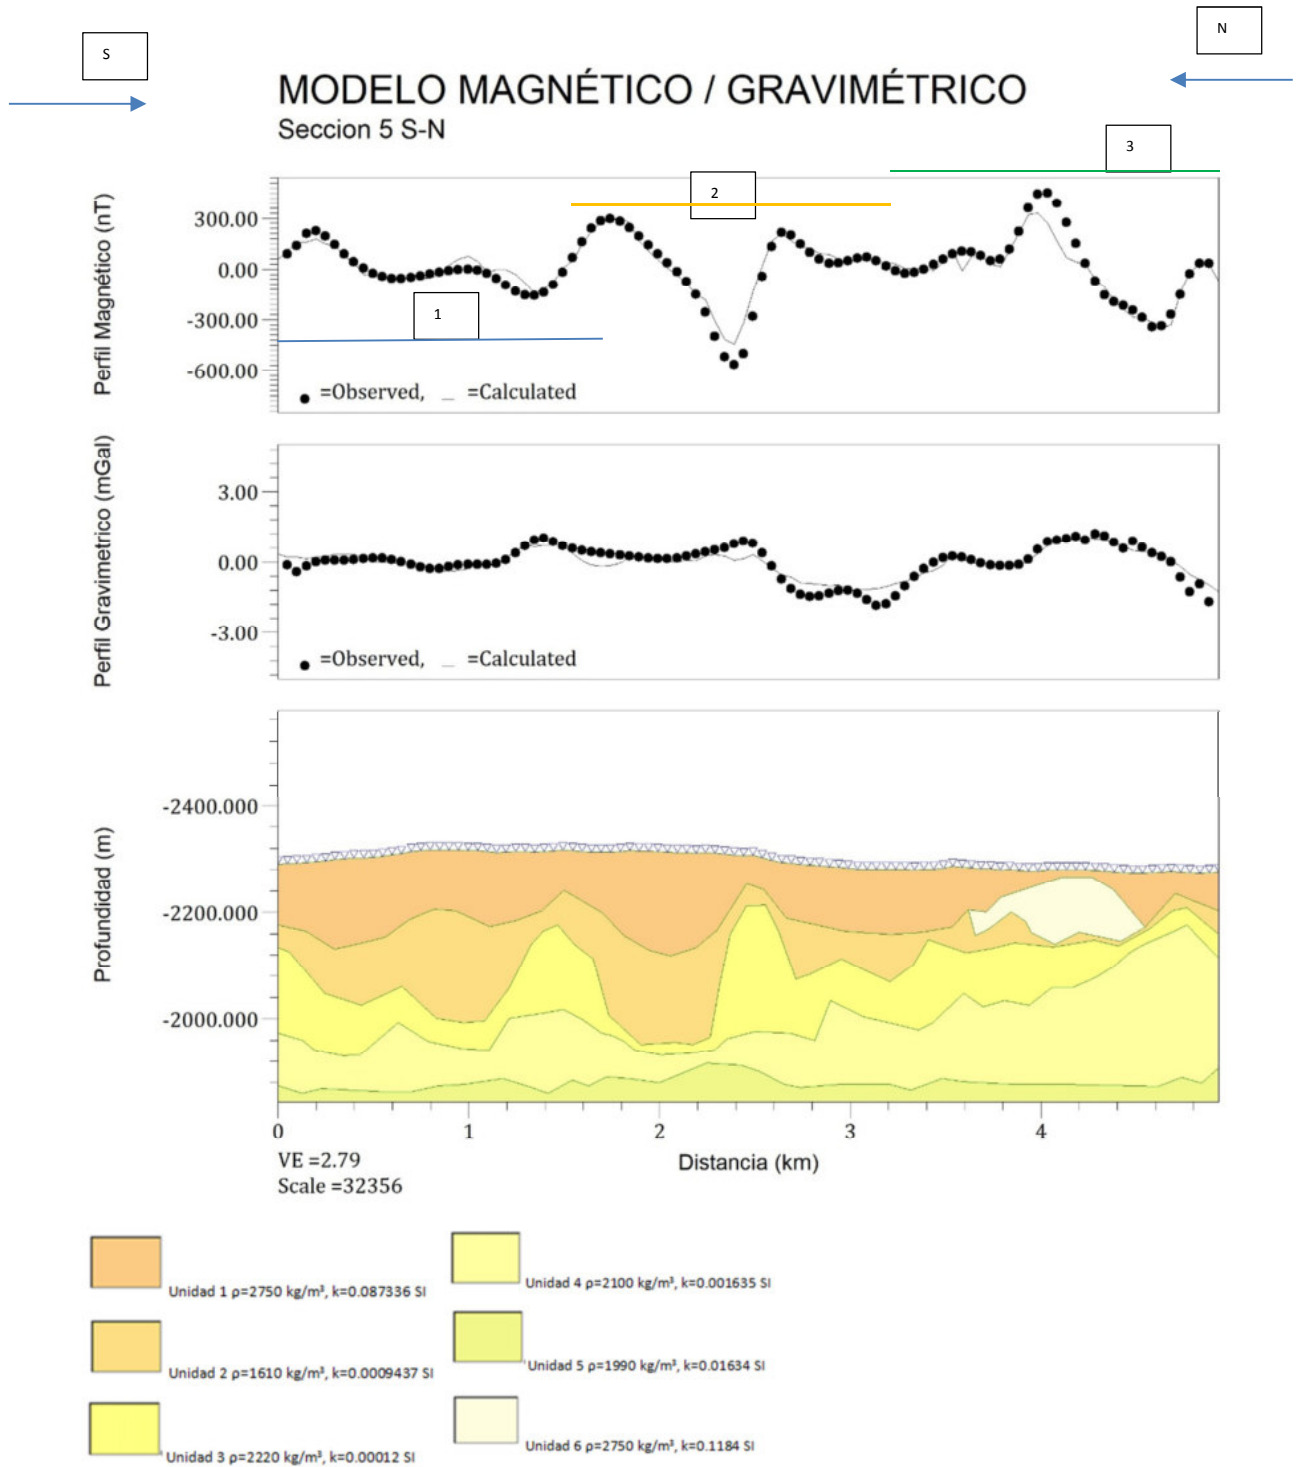 S
N
MODELO MAGNÉTICO / GRAVIMÉTRICO
Seccion 5 S-N
3
2
1
Perfil Magnético (nT)
300.00
0.00
-300.00
-600.00
=Observed, =Calculated
Perfil Gravimetrico (mGal)
3.00
0.00
-3.00
=Observed, =Calculated
Profundidad (m)
-2400.000
-2200.000
-2000.000
0 1 2 3 4
VE =2.79
Distancia (km)
Scale =32356
Unidad 1 ρ=2750 kg/m³, k=0.087336 SI
Unidad 2 ρ=1610 kg/m³, k=0.0009437 SI
Unidad 3 ρ=2220 kg/m³, k=0.00012 SI
Unidad 4 ρ=2100 kg/m³, k=0.001635 SI
Unidad 5 ρ=1990 kg/m³, k=0.01634 SI
Unidad 6 ρ=2750 kg/m³, k=0.1184 SI